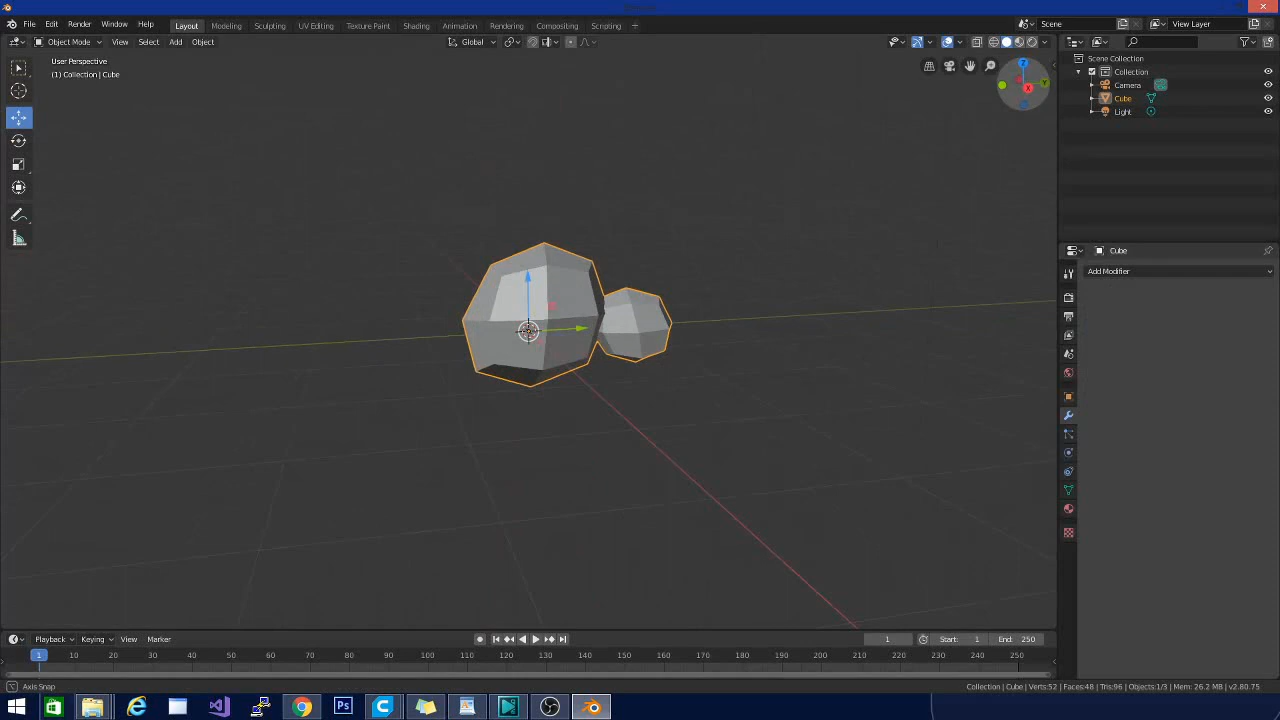 File Edit Render Window Help Layout Modeling Sculpting UV Editing Texture Paint Shading Animation Rendering Compositing Scripting + Scene View Layer
Object Mode View Select Add Object Global
User Perspective
(1) Collection | Cube
Z
Y
X
Scene Collection
Collection
Camera
Cube
Light
Cube
Add Modifier
Playback Keying View Marker 1 Start: 1 End: 250
1 10 20 30 40 50 60 70 80 90 100 110 120 130 140 150 160 170 180 190 200 210 220 230 240 250
Axis Snap Collection | Cube | Verts:52 | Faces:48 | Tris:96 | Objects:1/3 | Mem: 26.2 MB | v2.80.75
Ps